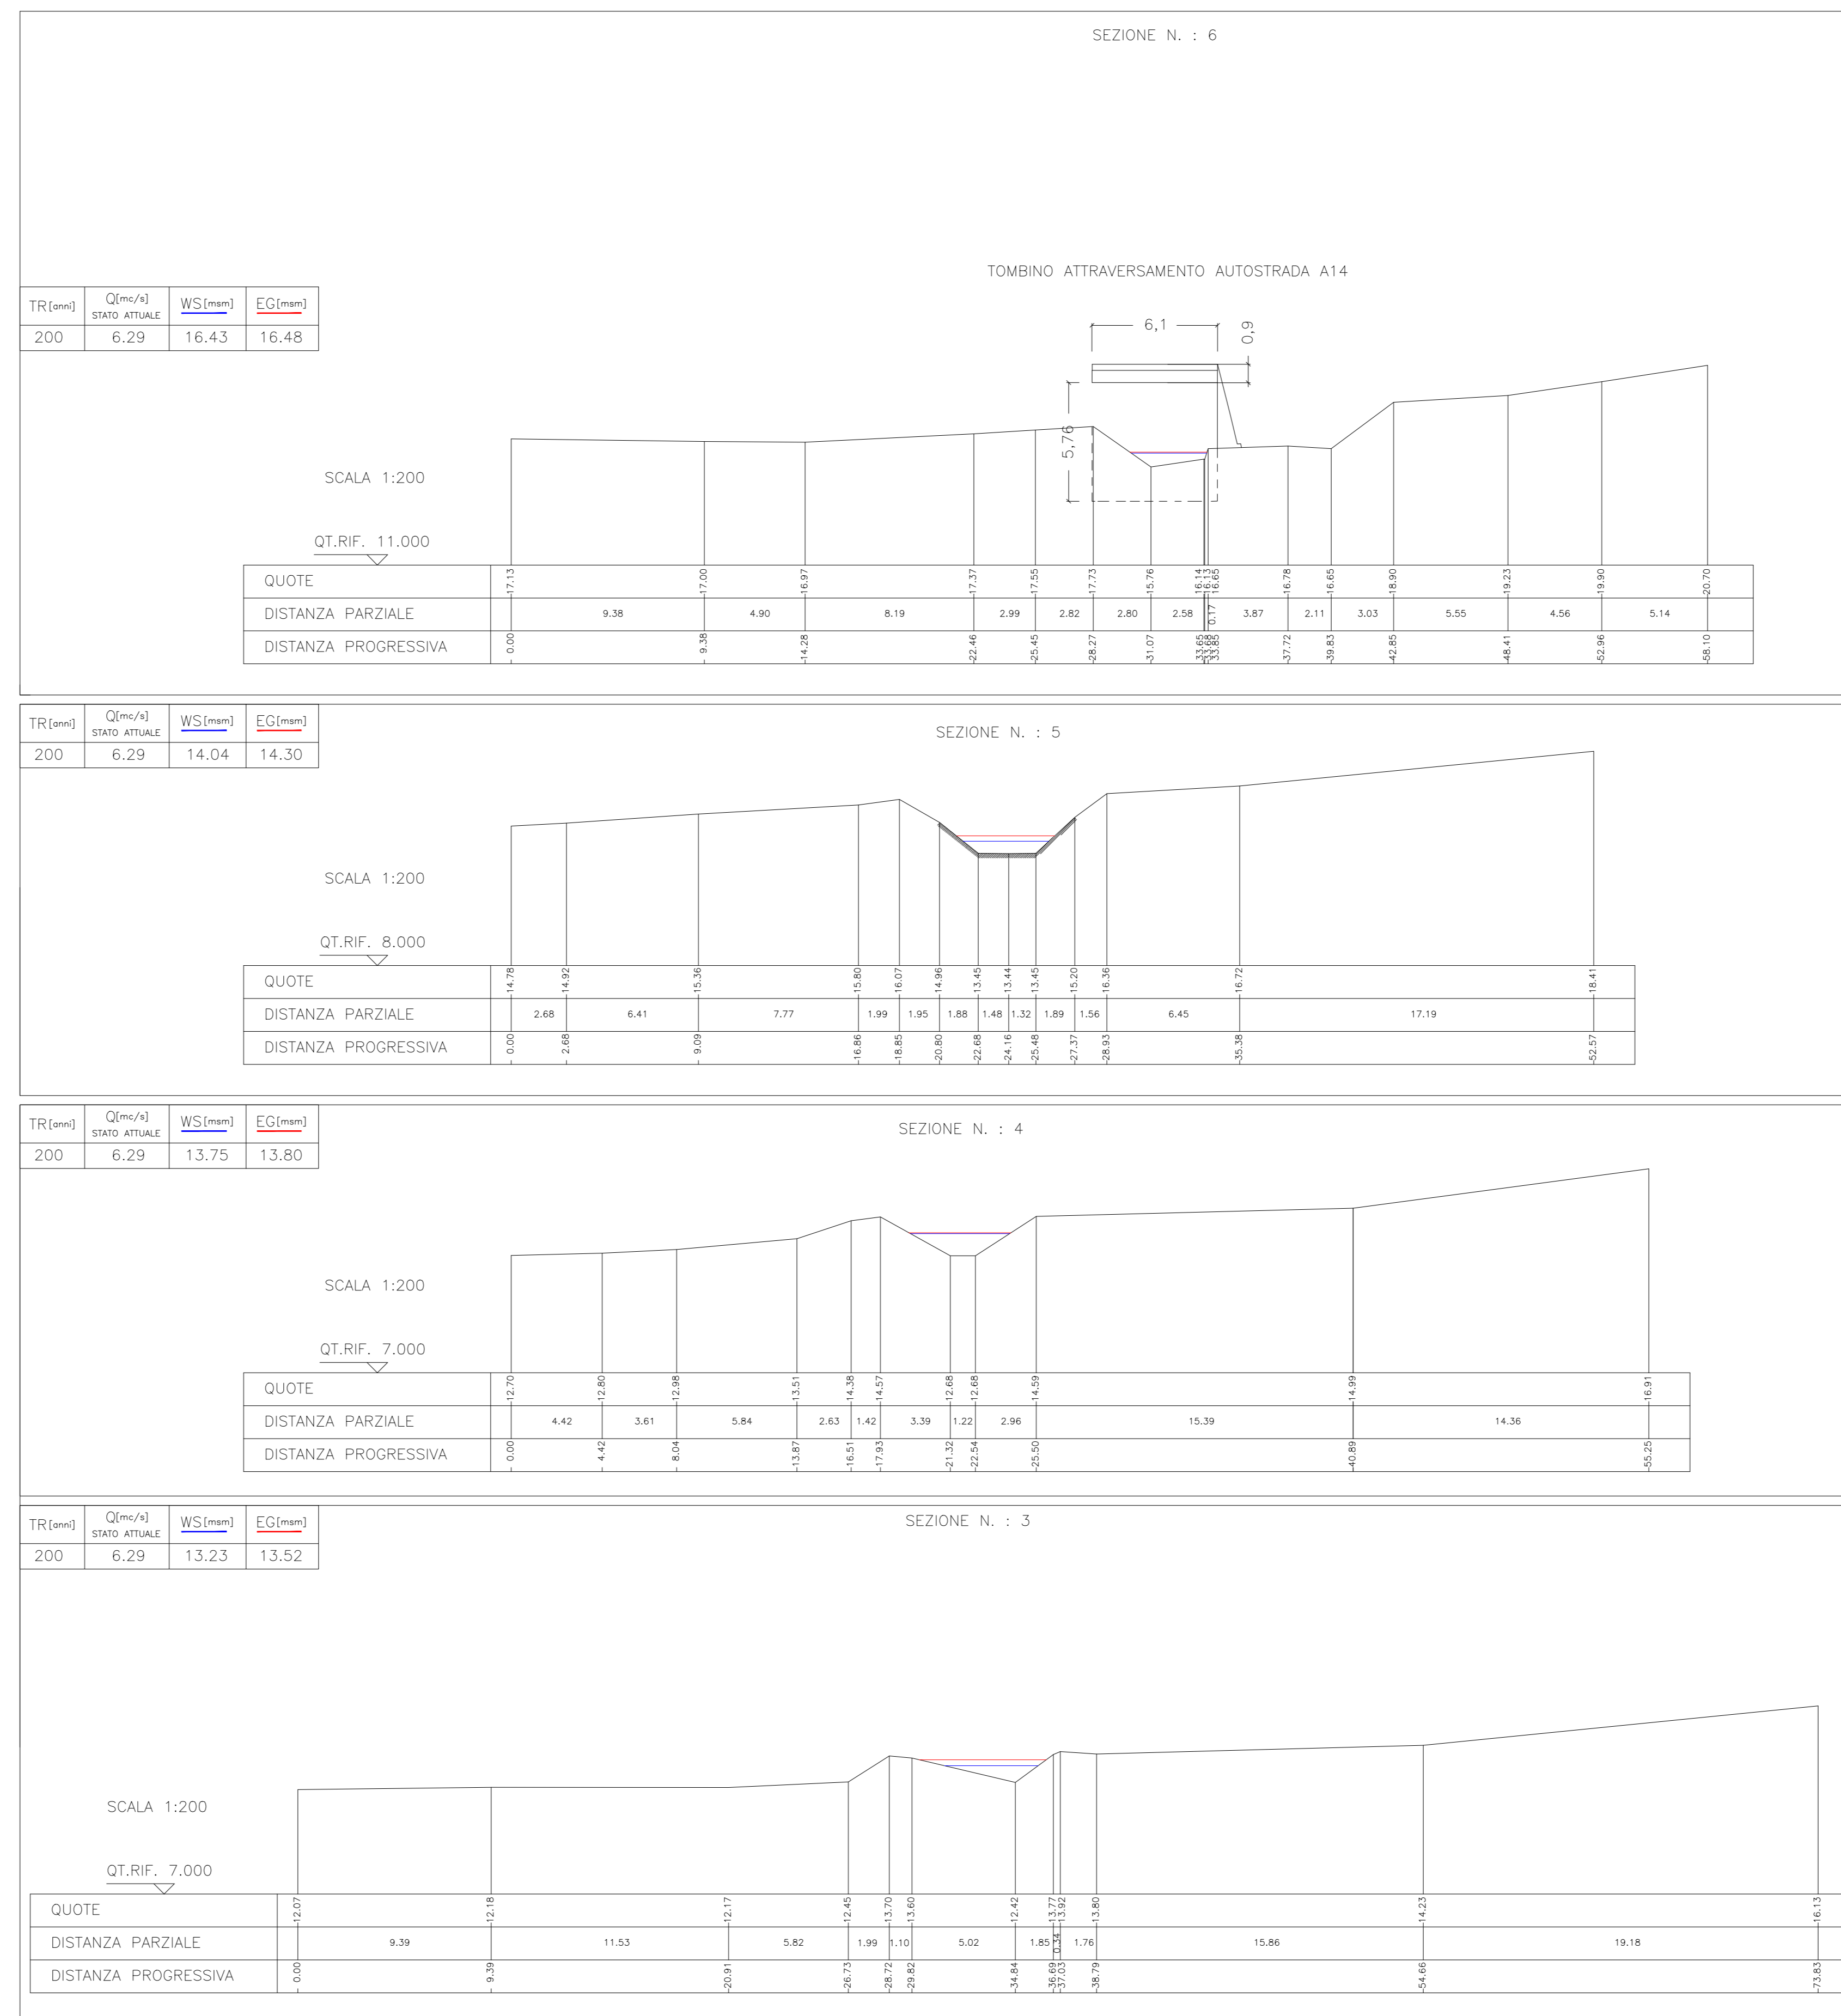 SEZIONE N. : 6
TOMBINO ATTRAVERSAMENTO AUTOSTRADA A14
TR[anni] Q[mc/s] STATO ATTUALE WS[msm] EG[msm]
200 6.29 16.43 16.48
6,1
0,9
5,76
SCALA 1:200
QT.RIF. 11.000
QUOTE 17.13 17.00 16.97 17.37 17.55 17.73 15.76 16.14 16.13 16.65 16.78 16.65 18.90 19.23 19.90 20.70
DISTANZA PARZIALE 9.38 4.90 8.19 2.99 2.82 2.80 2.58 0.17 3.87 2.11 3.03 5.55 4.56 5.14
DISTANZA PROGRESSIVA 0.00 9.38 14.28 22.46 25.45 28.27 31.07 33.65 33.68 33.85 37.72 39.83 42.85 48.41 52.96 58.10
TR[anni] Q[mc/s] STATO ATTUALE WS[msm] EG[msm]
200 6.29 14.04 14.30
SEZIONE N. : 5
SCALA 1:200
QT.RIF. 8.000
QUOTE 14.78 14.92 15.36 15.80 16.07 14.96 13.45 13.44 13.45 15.20 16.36 16.72 18.41
DISTANZA PARZIALE 2.68 6.41 7.77 1.99 1.95 1.88 1.48 1.32 1.89 1.56 6.45 17.19
DISTANZA PROGRESSIVA 0.00 2.68 9.09 16.86 18.85 20.80 22.68 24.16 25.48 27.37 28.93 35.38 52.57
TR[anni] Q[mc/s] STATO ATTUALE WS[msm] EG[msm]
200 6.29 13.75 13.80
SEZIONE N. : 4
SCALA 1:200
QT.RIF. 7.000
QUOTE 12.70 12.80 12.98 13.51 14.38 14.57 12.68 12.68 14.59 14.99 16.91
DISTANZA PARZIALE 4.42 3.61 5.84 2.63 1.42 3.39 1.22 2.96 15.39 14.36
DISTANZA PROGRESSIVA 0.00 4.42 8.04 13.87 16.51 17.93 21.32 22.54 25.50 40.89 55.25
TR[anni] Q[mc/s] STATO ATTUALE WS[msm] EG[msm]
200 6.29 13.23 13.52
SEZIONE N. : 3
SCALA 1:200
QT.RIF. 7.000
QUOTE 12.07 12.18 12.17 12.45 13.70 13.60 12.42 13.77 13.92 13.80 14.23 16.13
DISTANZA PARZIALE 9.39 11.53 5.82 1.99 1.10 5.02 1.85 0.34 1.76 15.86 19.18
DISTANZA PROGRESSIVA 0.00 9.39 20.91 26.73 28.72 29.82 34.84 36.69 37.03 38.79 54.66 73.83